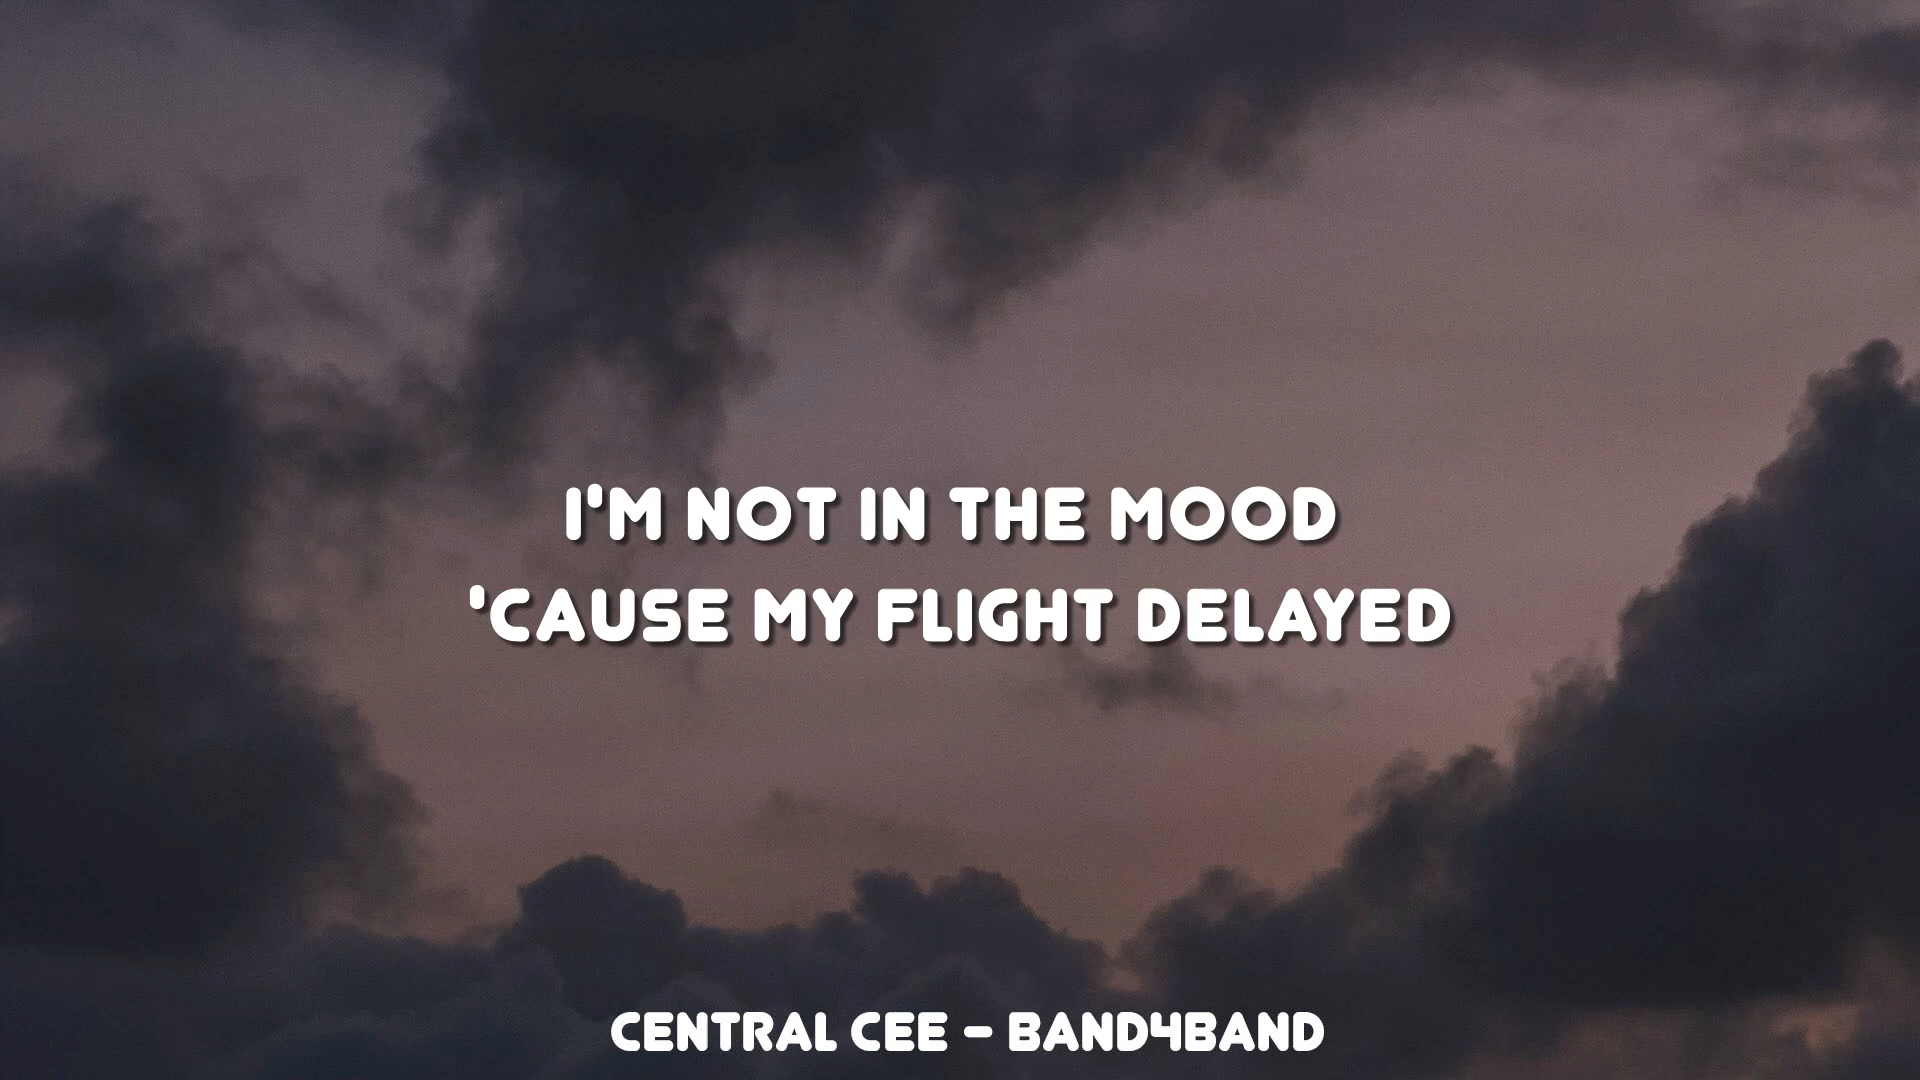 I'M NOT IN THE MOOD
'CAUSE MY FLIGHT DELAYED
CENTRAL CEE - BAND4BAND